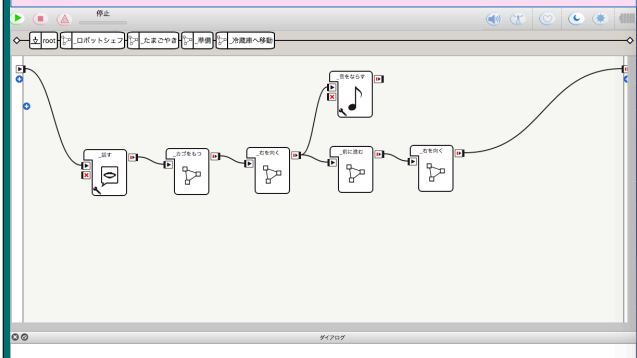 停止
root _ロボットシェフ _たまごやき _準備 _冷蔵庫へ移動
_音をならす
_話す _カゴをもつ _右を向く _前に進む _右を向く
ダイアログ